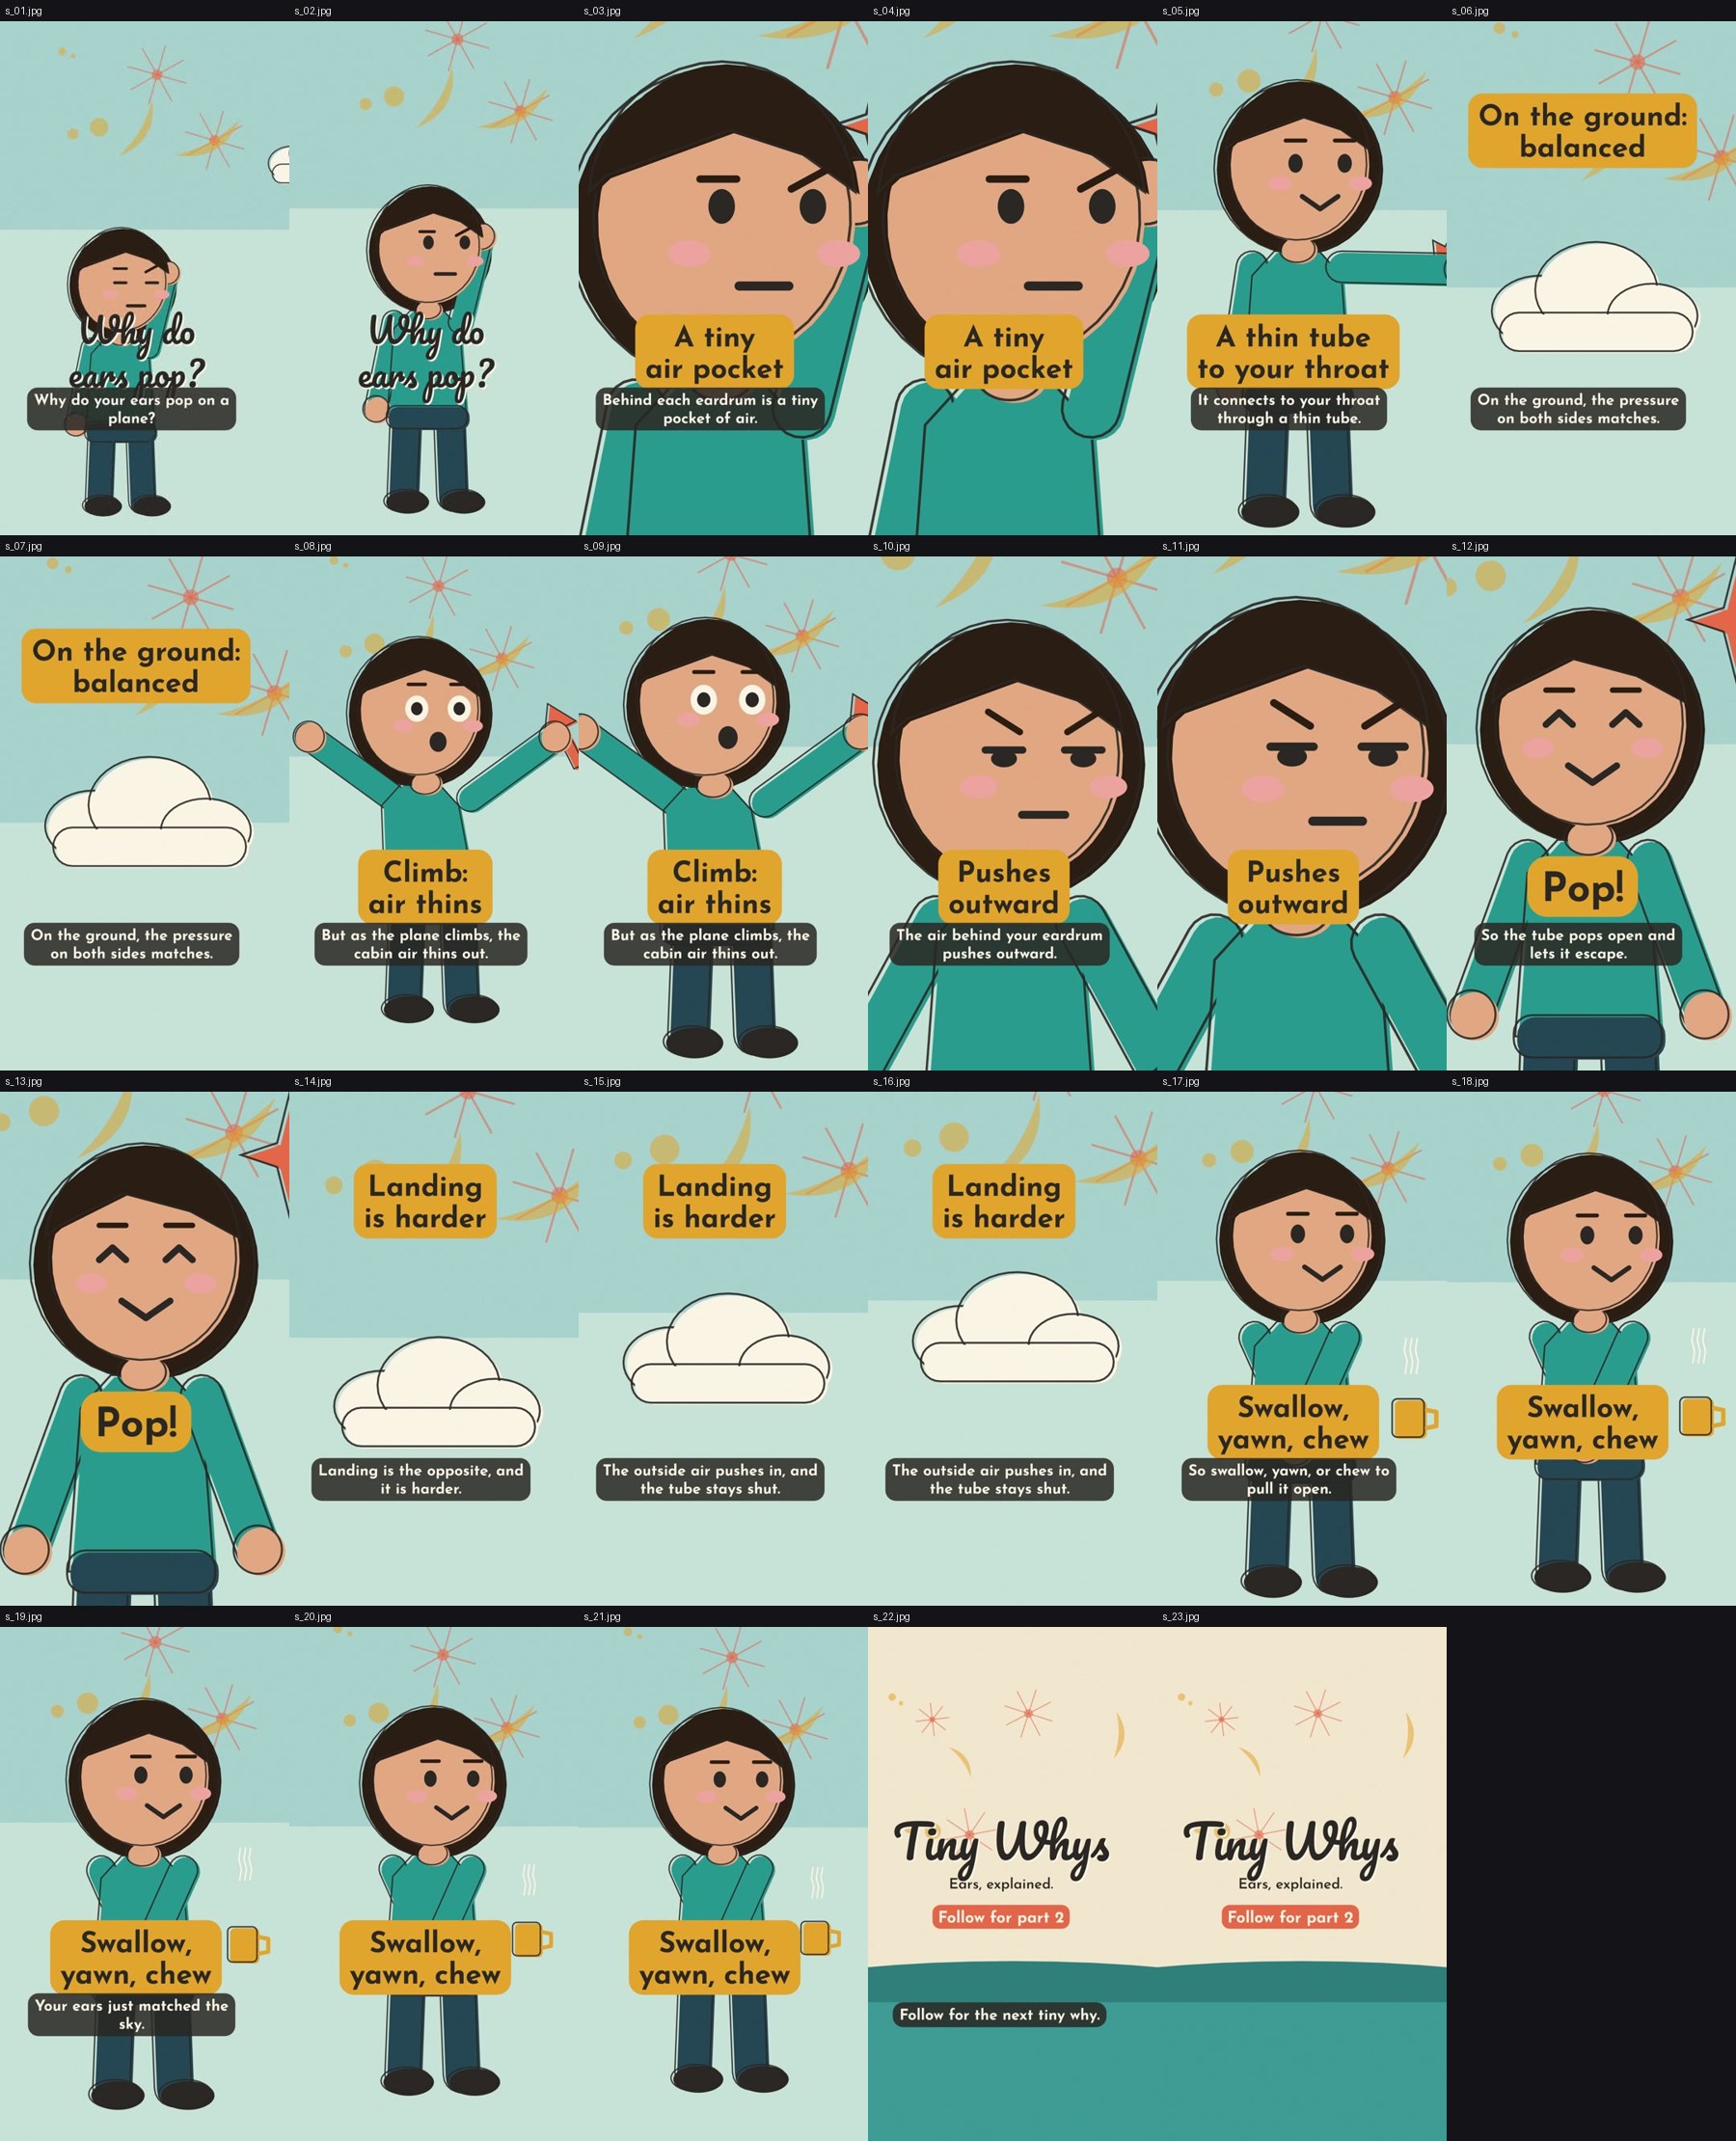 s_01.jpg
s_02.jpg
s_03.jpg
s_04.jpg
s_05.jpg
s_06.jpg
Why do
ears pop?
Why do your ears pop on a
plane?
Why do
ears pop?
A tiny
air pocket
Behind each eardrum is a tiny
pocket of air.
A tiny
air pocket
A thin tube
to your throat
It connects to your throat
through a thin tube.
On the ground:
balanced
On the ground, the pressure
on both sides matches.
s_07.jpg
s_08.jpg
s_09.jpg
s_10.jpg
s_11.jpg
s_12.jpg
On the ground:
balanced
On the ground, the pressure
on both sides matches.
Climb:
air thins
But as the plane climbs, the
cabin air thins out.
Climb:
air thins
But as the plane climbs, the
cabin air thins out.
Pushes
outward
The air behind your eardrum
pushes outward.
Pushes
outward
Pop!
So the tube pops open and
lets it escape.
s_13.jpg
s_14.jpg
s_15.jpg
s_16.jpg
s_17.jpg
s_18.jpg
Pop!
Landing
is harder
Landing is the opposite, and
it is harder.
Landing
is harder
The outside air pushes in, and
the tube stays shut.
Landing
is harder
The outside air pushes in, and
the tube stays shut.
Swallow,
yawn, chew
So swallow, yawn, or chew to
pull it open.
Swallow,
yawn, chew
s_19.jpg
s_20.jpg
s_21.jpg
s_22.jpg
s_23.jpg
Swallow,
yawn, chew
Your ears just matched the
sky.
Swallow,
yawn, chew
Swallow,
yawn, chew
Tiny Whys
Ears, explained.
Follow for part 2
Follow for the next tiny why.
Tiny Whys
Ears, explained.
Follow for part 2